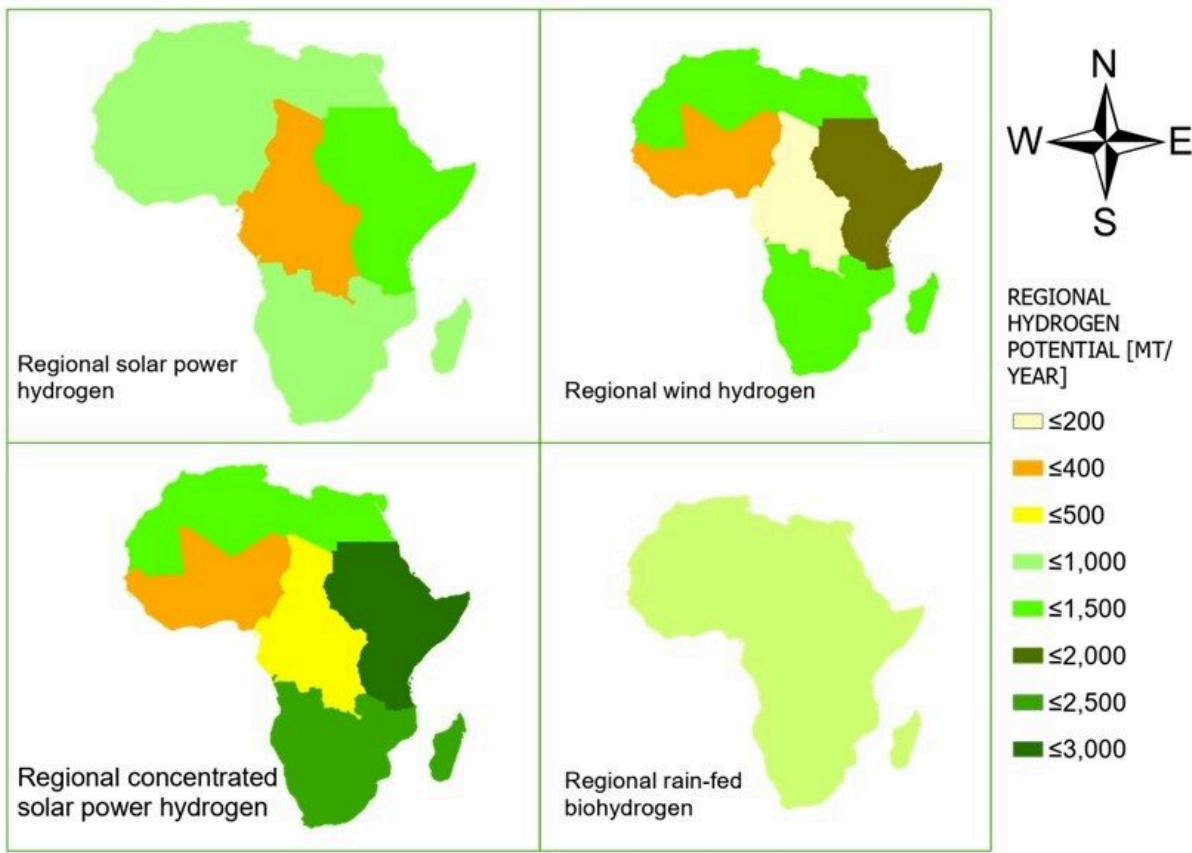 Regional solar power
hydrogen
Regional wind hydrogen
Regional concentrated
solar power hydrogen
Regional rain-fed
biohydrogen
N
W
E
S
REGIONAL
HYDROGEN
POTENTIAL [MT/
YEAR]
≤200
≤400
≤500
≤1,000
≤1,500
≤2,000
≤2,500
≤3,000